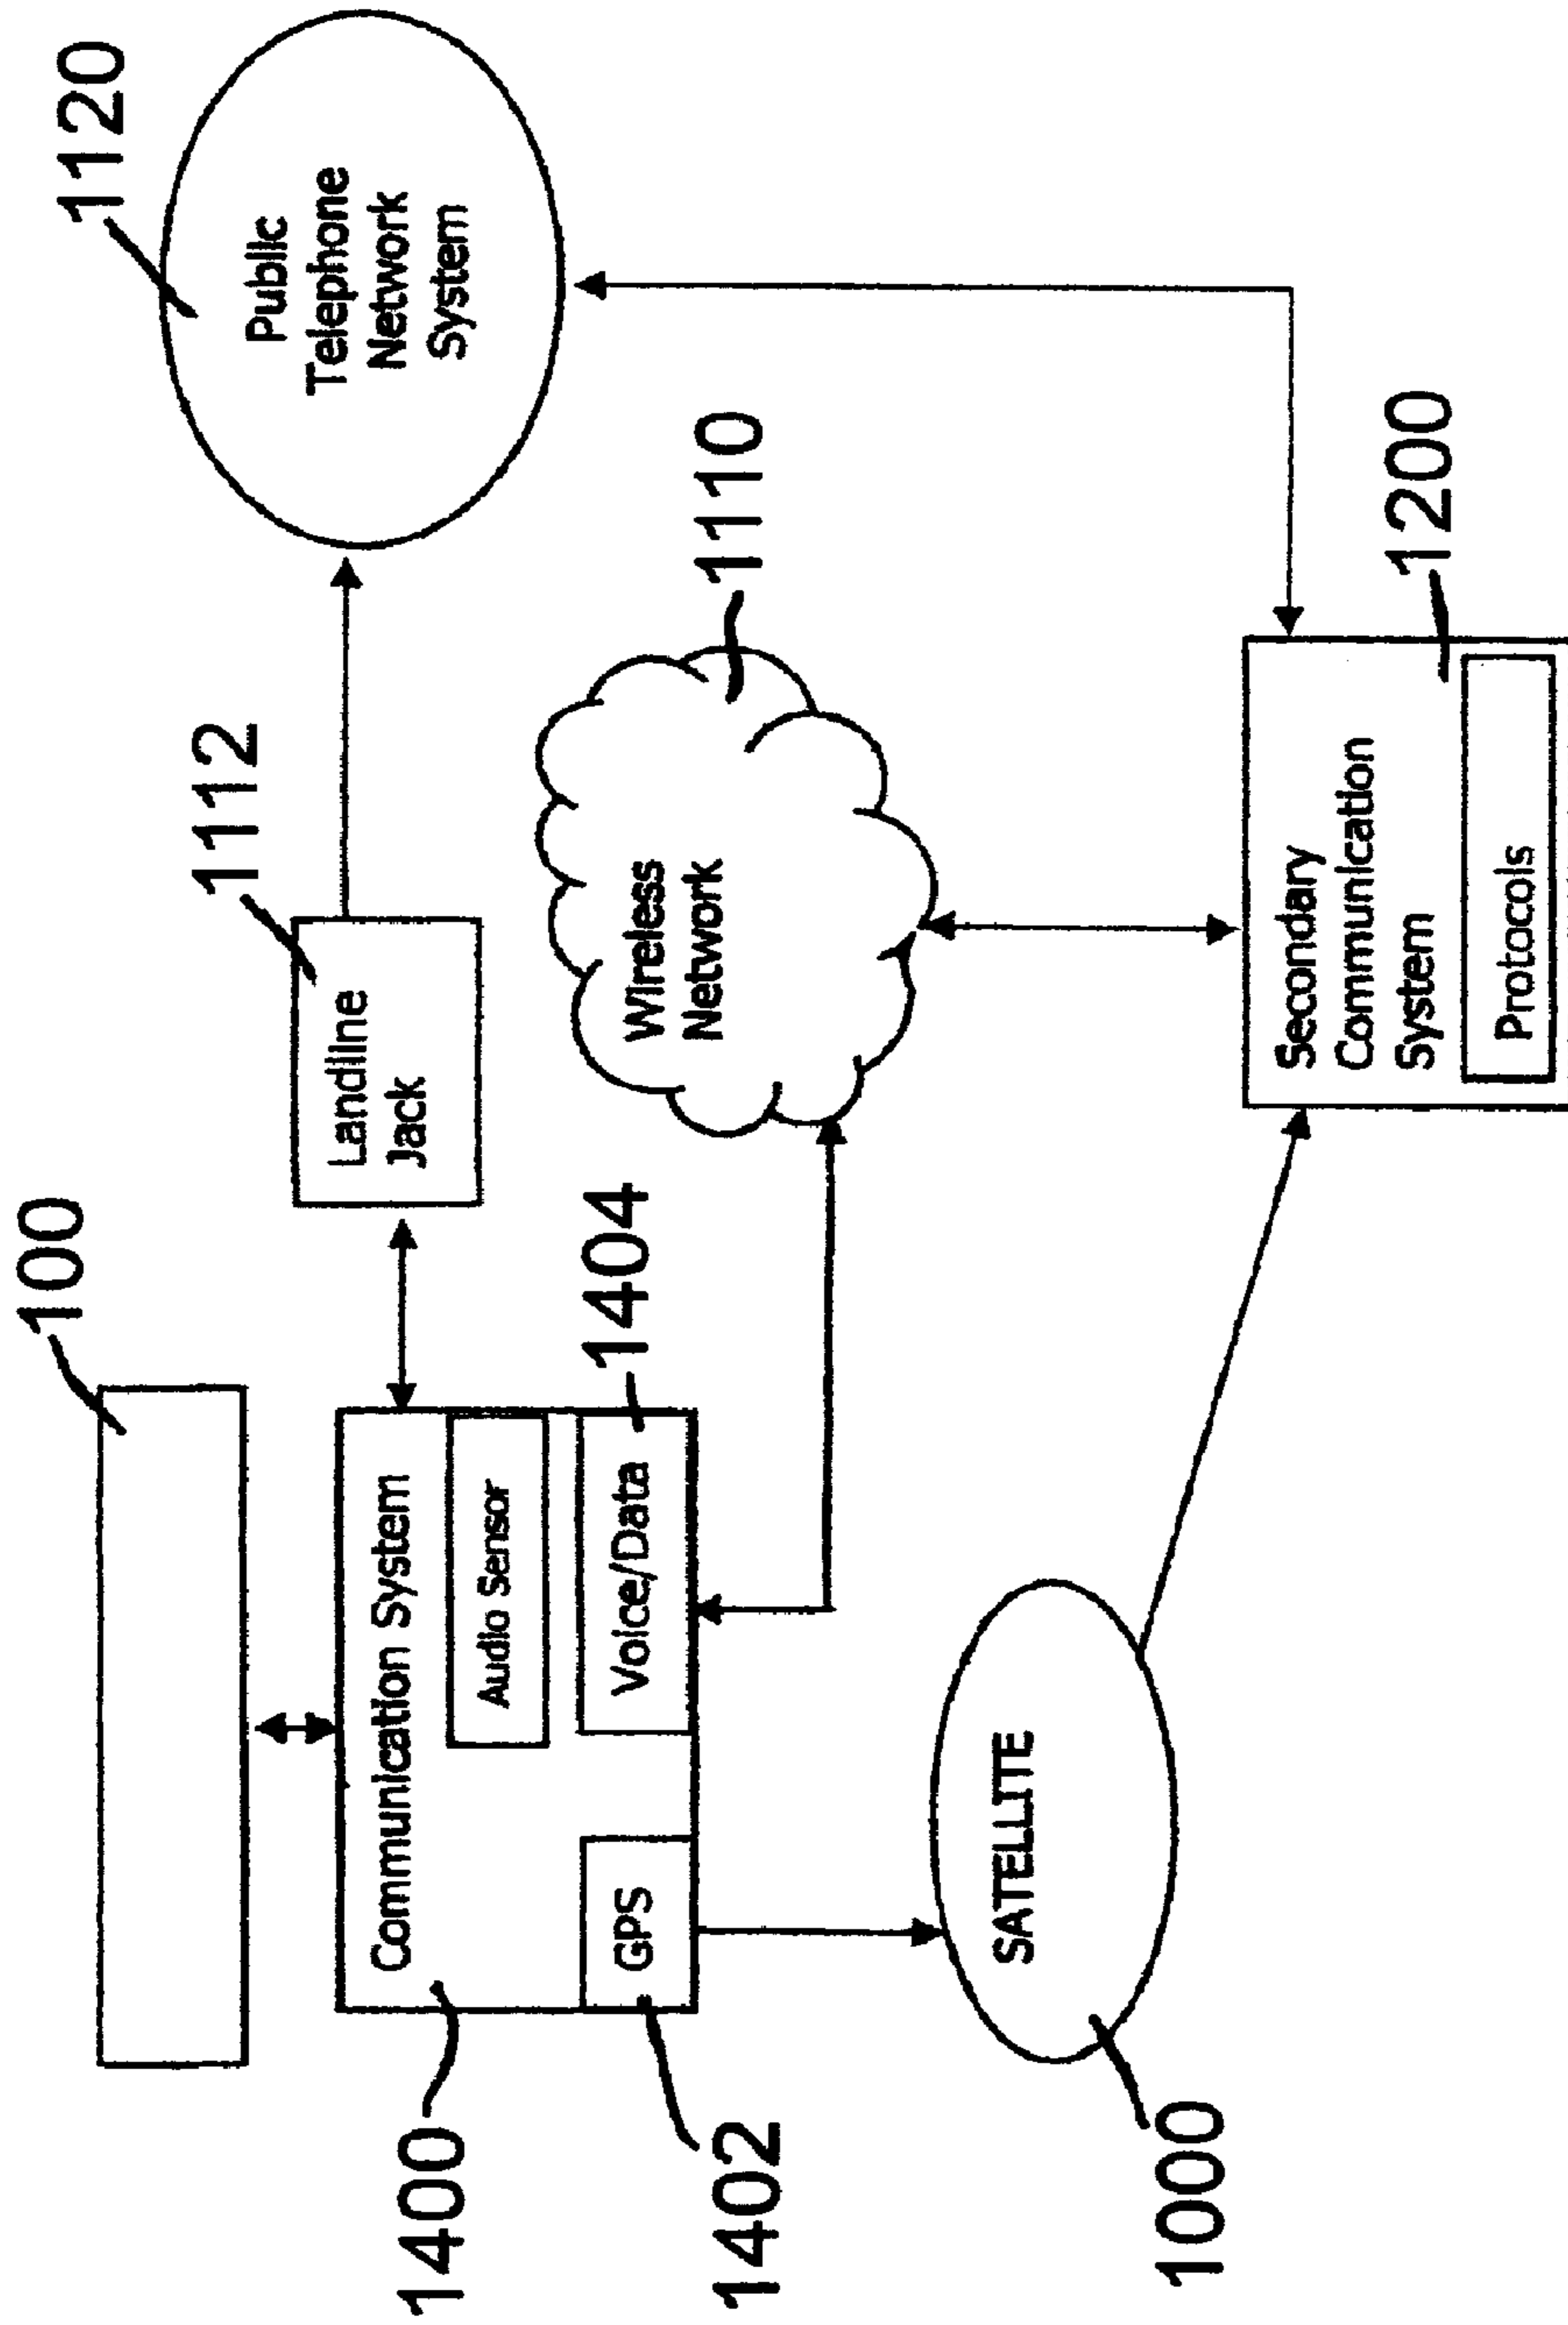 100
1112
1120
Landline
Jack
Public
Telephone
Network
System
1400
Communication System
Audio Sensor
GPS
Voice/Data
1404
1402
Wireless
Network
1110
SATELLITE
1000
Secondary
Communication
System
Protocols
1200